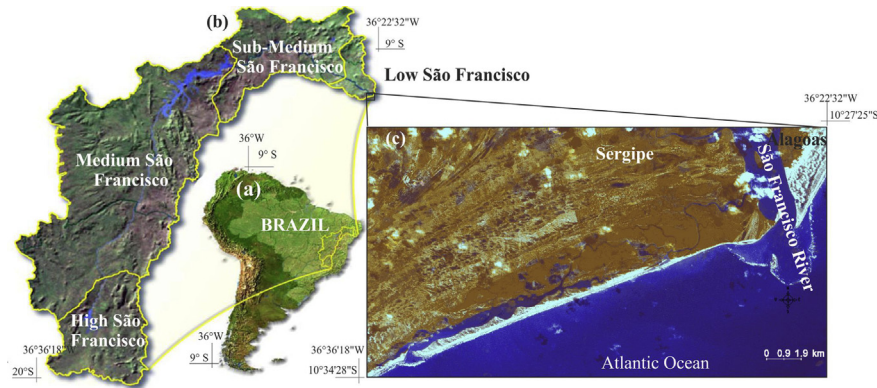 (b)
36°22'32"W
9° S
Sub-Medium
São Francisco
Low São Francisco
36°22'32"W
10°27'25"S
36°W
9° S
(c)
Alagoas
Sergipe
São Francisco River
Medium São
Francisco
(a)
BRAZIL
High São
Francisco
36°W
9° S
36°36'18"W
20°S
36°36'18"W
10°34'28"S
Atlantic Ocean
0 0.9 1.9 km